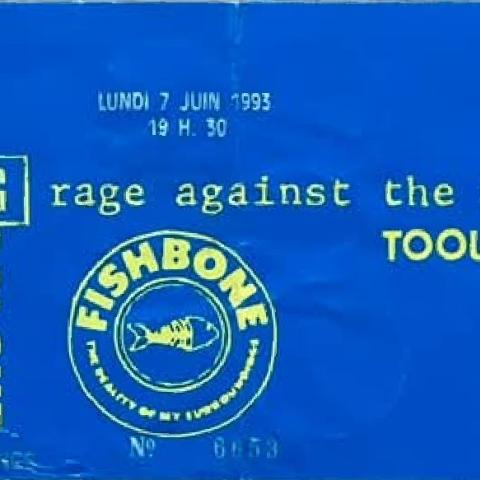 LUNDI 7 JUIN 1993
19 H. 30
rage against the
TOOL
FISHBONE
THE REALITY OF MY SURROUNDINGS
Nº 6653